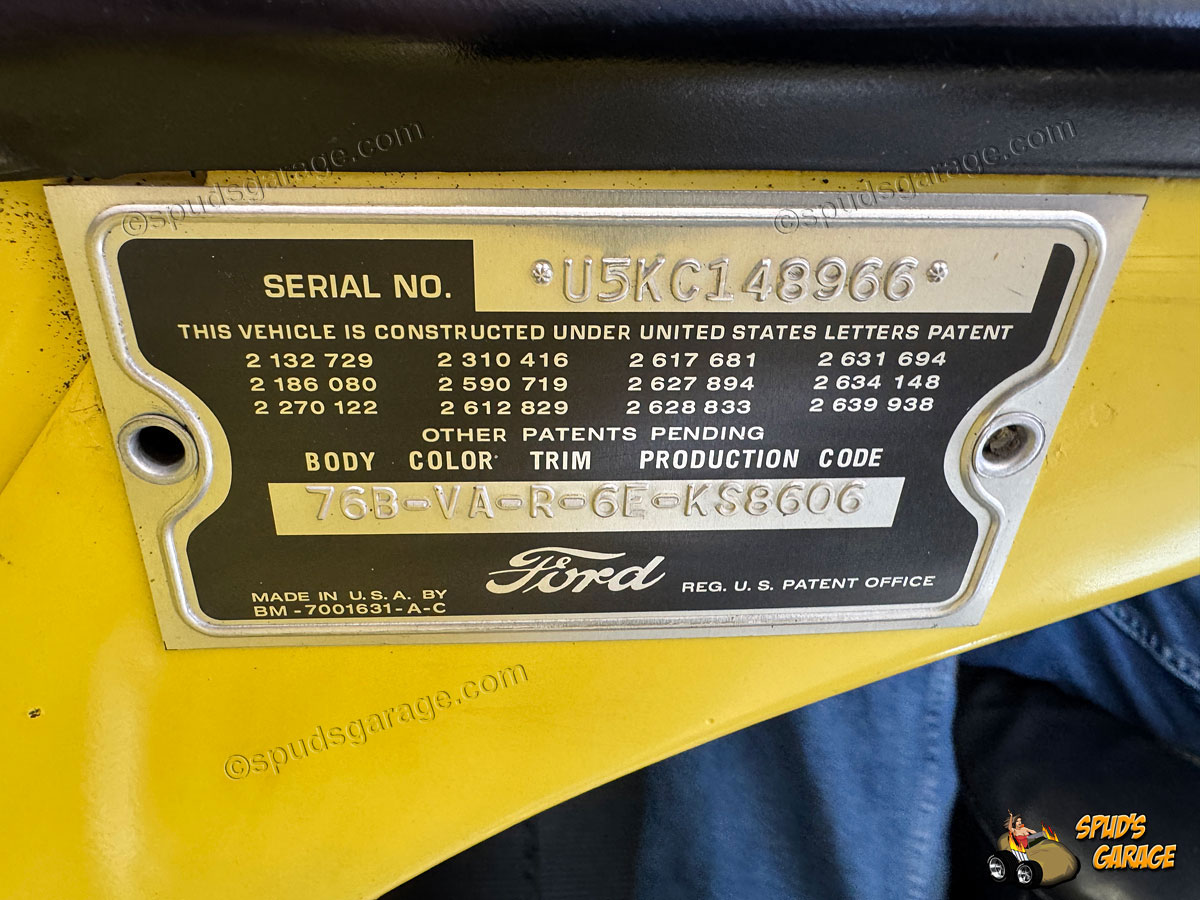 ©spudsgarage.com
©spudsgarage.com
SERIAL NO. *U5KC148966*
THIS VEHICLE IS CONSTRUCTED UNDER UNITED STATES LETTERS PATENT
2 132 729 2 310 416 2 617 681 2 631 694
2 186 080 2 590 719 2 627 894 2 634 148
2 270 122 2 612 829 2 628 833 2 639 938
OTHER PATENTS PENDING
BODY COLOR TRIM PRODUCTION CODE
76B-VA-R-6E-KS8606
MADE IN U.S.A. BY Ford REG. U.S. PATENT OFFICE
BM-7001631-A-C
©spudsgarage.com
SPUD'S
GARAGE